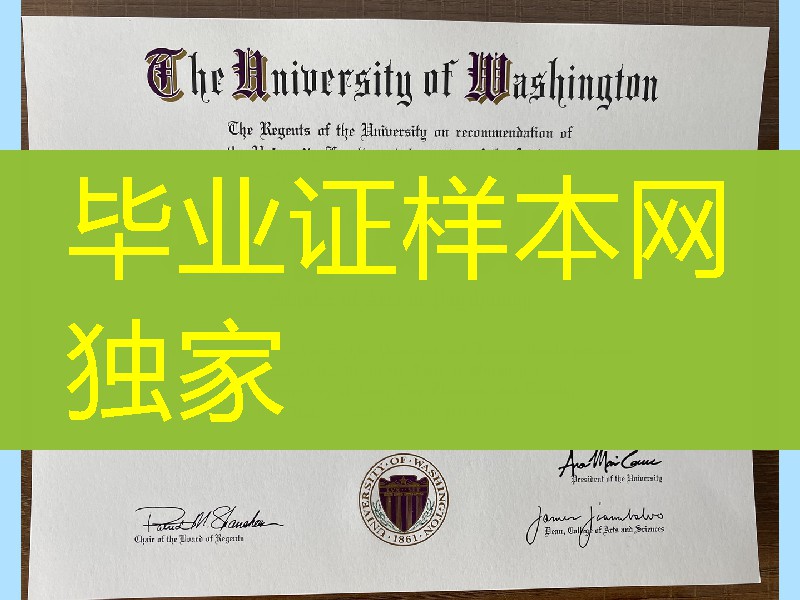 The University of Washington
The Regents of the University on recommendation of
毕业证样本网
独家
President of the University
Chair of the Board of Regents
Dean, College of Arts and Sciences
UNIVERSITY · OF · WASHINGTON · 1861 ·